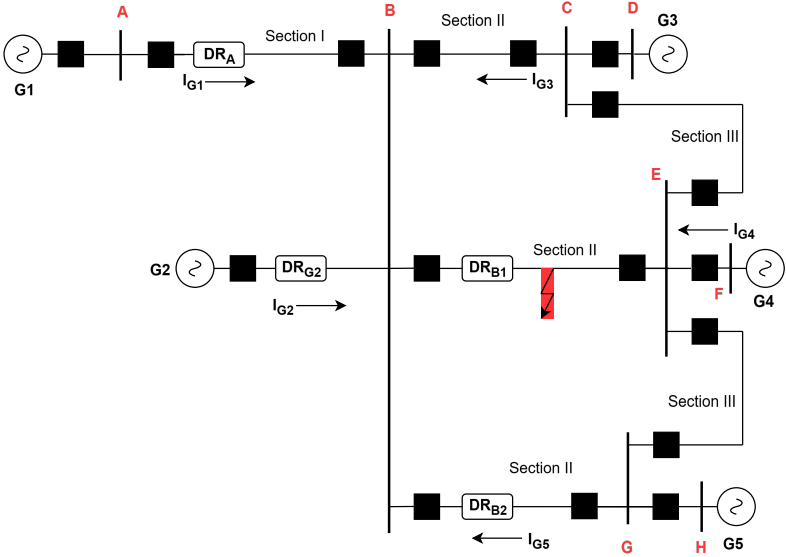 A
B
C
D
G3
Section I
Section II
DRA
G1
IG1
IG3
Section III
E
IG4
Section II
G2
DRG2
DRB1
F
G4
IG2
Section III
Section II
G
DRB2
IG5
H
G5